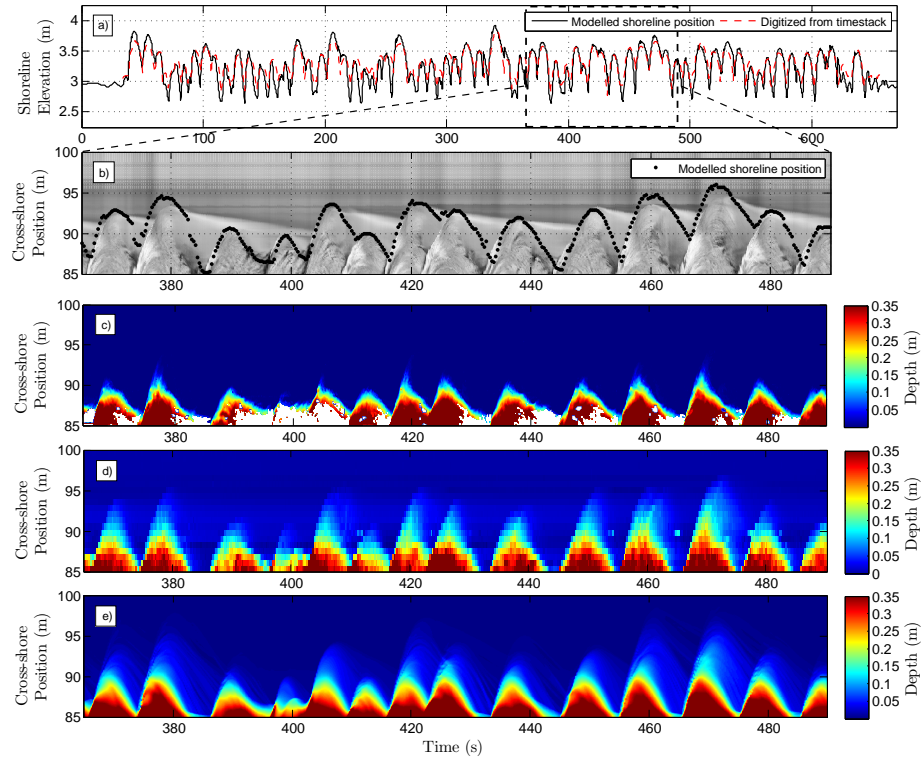 a)
Modelled shoreline position
Digitized from timestack
Shoreline
Elevation (m)
4
3.5
3
2.5
0 100 200 300 400 500 600
b)
Modelled shoreline position
Cross-shore
Position (m)
100
95
90
85
380 400 420 440 460 480
c)
Cross-shore
Position (m)
100
95
90
85
380 400 420 440 460 480
0.35
0.3
0.25
0.2
0.15
0.1
0.05
Depth (m)
d)
Cross-shore
Position (m)
100
95
90
85
380 400 420 440 460 480
0.35
0.3
0.25
0.2
0.15
0.1
0.05
0
Depth (m)
e)
Cross-shore
Position (m)
100
95
90
85
380 400 420 440 460 480
0.35
0.3
0.25
0.2
0.15
0.1
0.05
Depth (m)
Time (s)